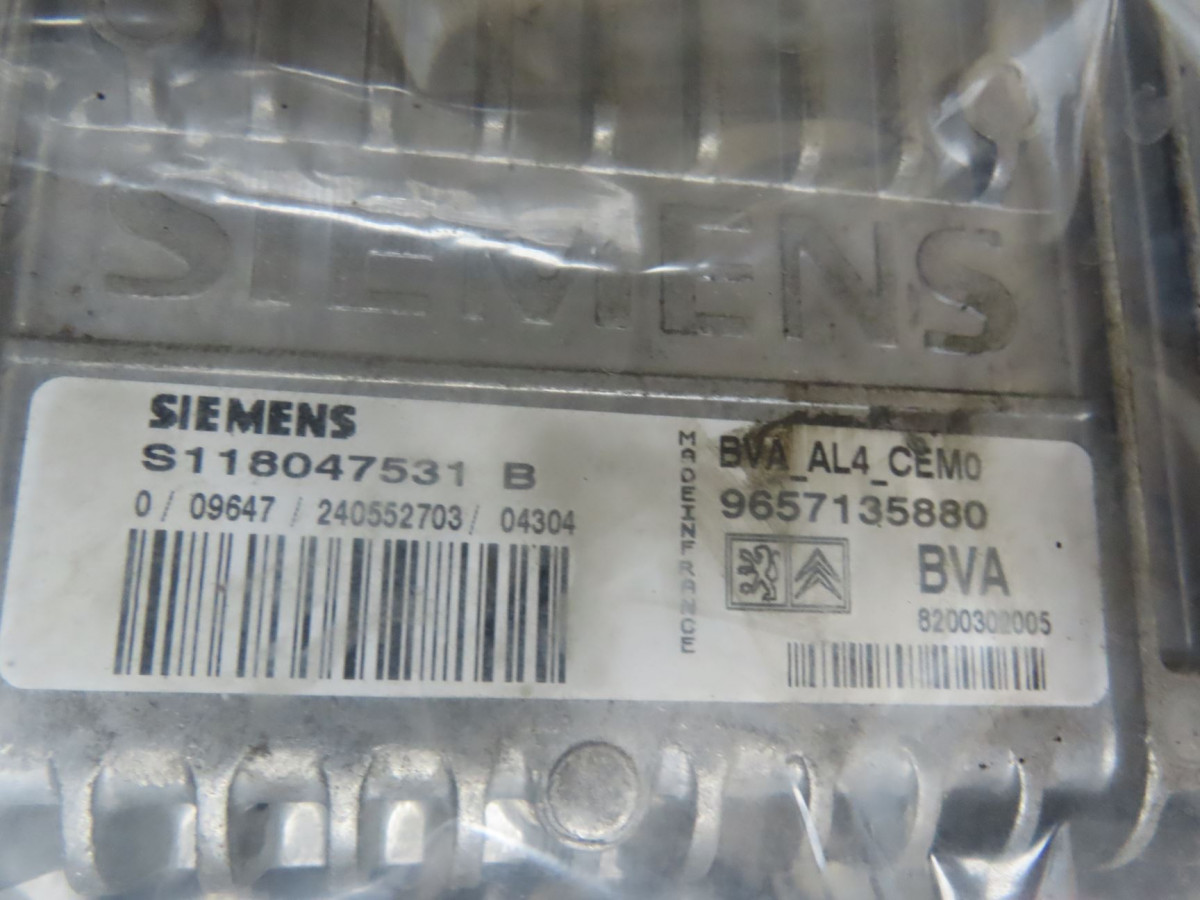 SIEMENS
SIEMENS
S118047531 B
0/ 09647 / 240552703/ 04304
MADEINFRANCE
BVA_AL4_CEM0
9657135880
BVA
8200302005